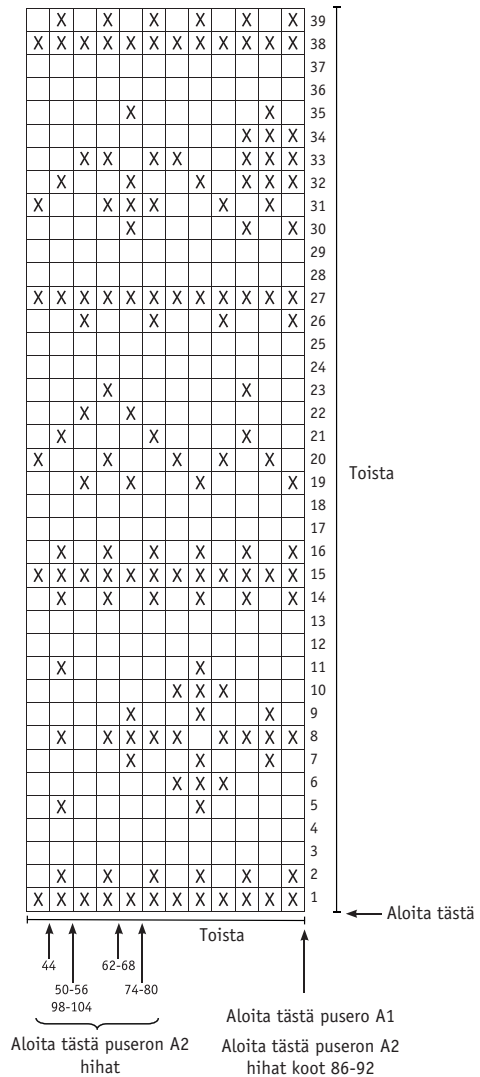 X X X X X X 39
X X X X X X X X X X X X 38
37
36
X X 35
X X X 34
X X X X X X X 33
X X X X X X 32
X X X X X X 31
X X X 30
29
28
X X X X X X X X X X X X 27
X X X X 26
25
24
X X 23
X X 22
X X X 21
X X X X X 20
Toista
X X X X 19
18
17
X X X X X X 16
X X X X X X X X X X X X 15
X X X X X X 14
13
12
X X 11
X X X 10
X X X 9
X X X X X X X X X 8
X X X 7
X X X 6
X X 5
4
3
X X X X X X 2
X X X X X X X X X X X X 1
Aloita tästä
Toista
44
62-68
50-56
74-80
98-104
Aloita tästä puseron A2
hihat
Aloita tästä pusero A1
Aloita tästä puseron A2
hihat koot 86-92